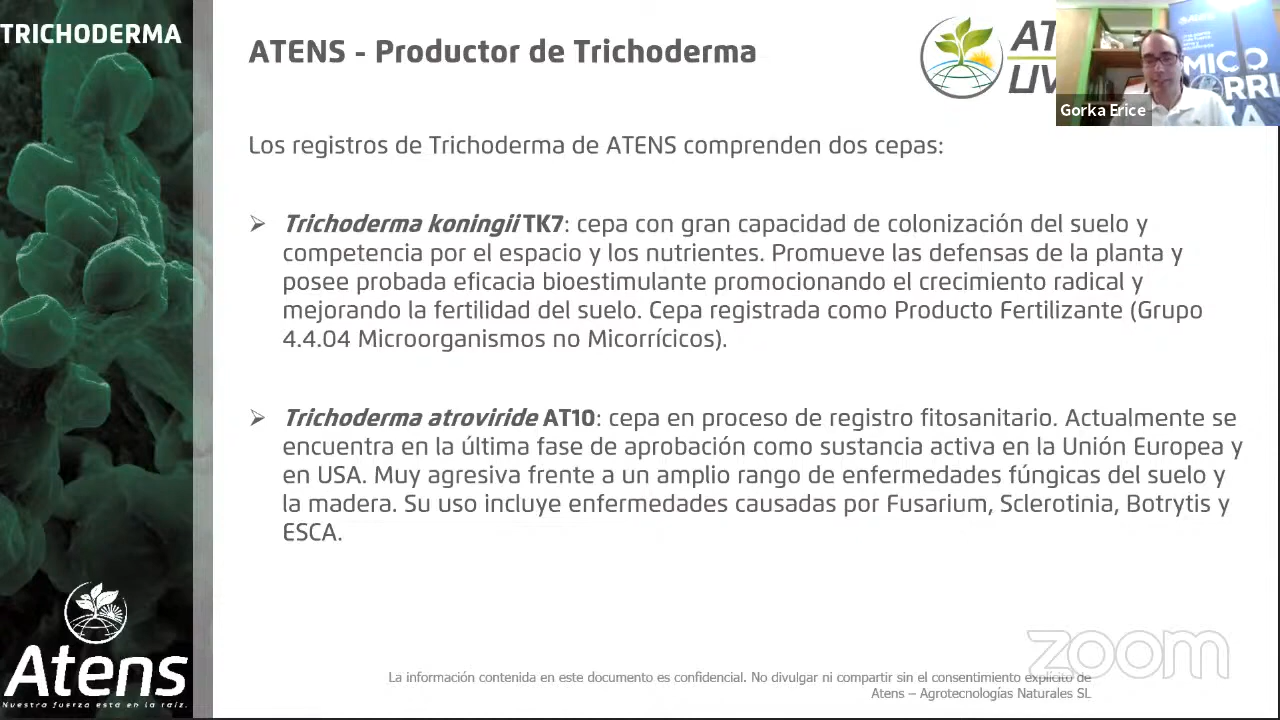 TRICHODERMA
ATENS - Productor de Trichoderma
Gorka Erice
Los registros de Trichoderma de ATENS comprenden dos cepas:
➢ Trichoderma koningii TK7: cepa con gran capacidad de colonización del suelo y
competencia por el espacio y los nutrientes. Promueve las defensas de la planta y
posee probada eficacia bioestimulante promocionando el crecimiento radical y
mejorando la fertilidad del suelo. Cepa registrada como Producto Fertilizante (Grupo
4.4.04 Microorganismos no Micorrícicos).
➢ Trichoderma atroviride AT10: cepa en proceso de registro fitosanitario. Actualmente se
encuentra en la última fase de aprobación como sustancia activa en la Unión Europea y
en USA. Muy agresiva frente a un amplio rango de enfermedades fúngicas del suelo y
la madera. Su uso incluye enfermedades causadas por Fusarium, Sclerotinia, Botrytis y
ESCA.
zoom
La información contenida en este documento es confidencial. No divulgar ni compartir sin el consentimiento explícito de
Atens – Agrotecnologías Naturales SL
Atens
Nuestra fuerza está en la raíz.